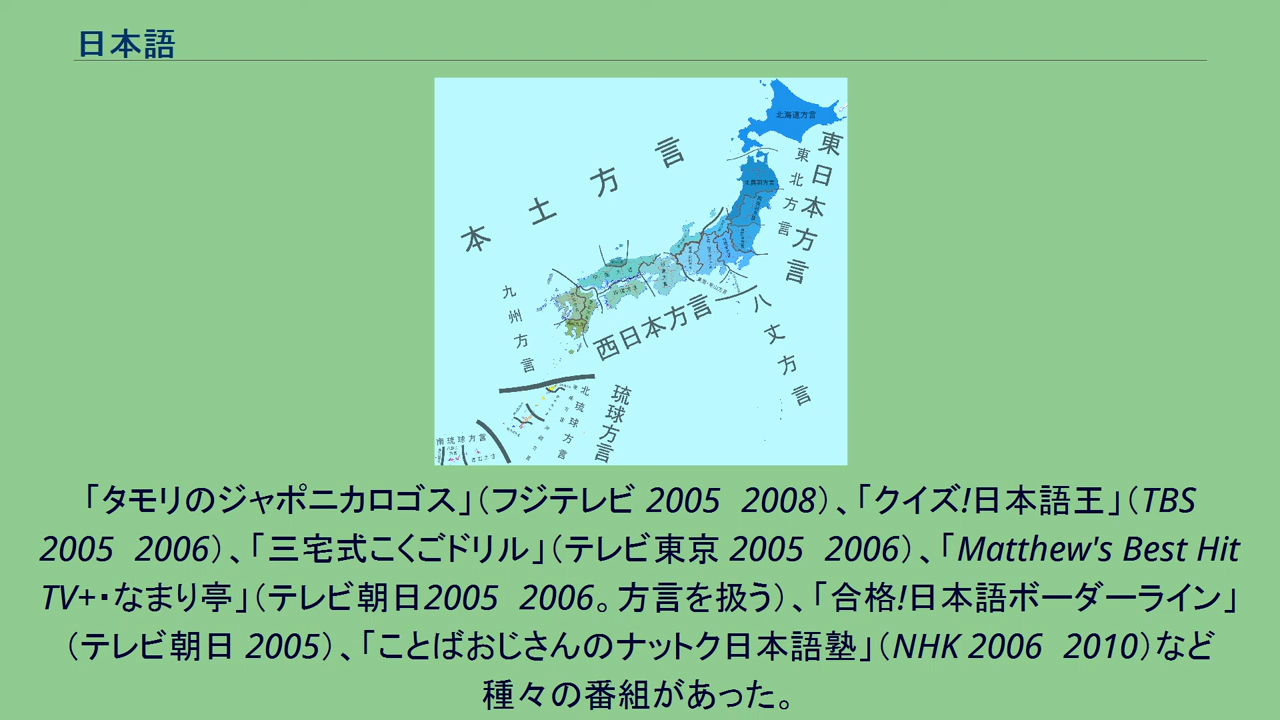 日本語
北海道方言
東日本方言
東北方言
本土方言
九州方言
西日本方言
八丈方言
琉球方言
北琉球方言
南琉球方言
「タモリのジャポニカロゴス」（フジテレビ 2005 2008）、「クイズ!日本語王」（TBS
2005 2006）、「三宅式こくごドリル」（テレビ東京 2005 2006）、「Matthew's Best Hit
TV+・なまり亭」（テレビ朝日2005 2006。方言を扱う）、「合格!日本語ボーダーライン」
（テレビ朝日 2005）、「ことばおじさんのナットク日本語塾」（NHK 2006 2010）など
種々の番組があった。